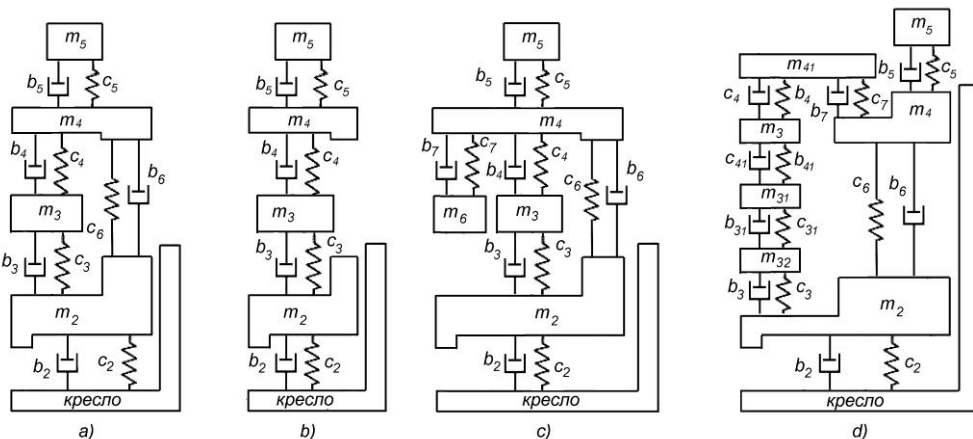 m5
b5 c5
m4
b4 c4
b6
m3
c6
b3 c3
m2
b2 c2
кресло
a)
m5
b5 c5
m4
b4 c4
m3
b3 c3
m2
b2 c2
кресло
b)
m5
b5 c5
m4
b7 c7 b4 c4
c6 b6
m6 m3
b3 c3
m2
b2 c2
кресло
c)
m5
m41
b5 c5
c4 b4 b7 c7 m4
m3
c41 b41
m31
c6 b6
b31 c31
m32
b3 c3
m2
b2 c2
кресло
d)